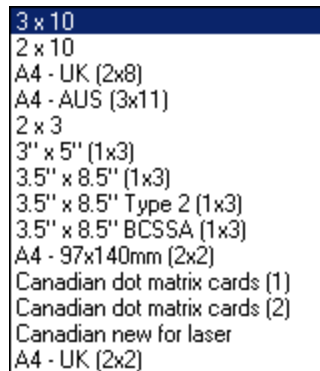 3 x 10
2 x 10
A4 - UK (2x8)
A4 - AUS (3x11)
2 x 3
3" x 5" (1x3)
3.5" x 8.5" (1x3)
3.5" x 8.5" Type 2 (1x3)
3.5" x 8.5" BCSSA (1x3)
A4 - 97x140mm (2x2)
Canadian dot matrix cards (1)
Canadian dot matrix cards (2)
Canadian new for laser
A4 - UK (2x2)